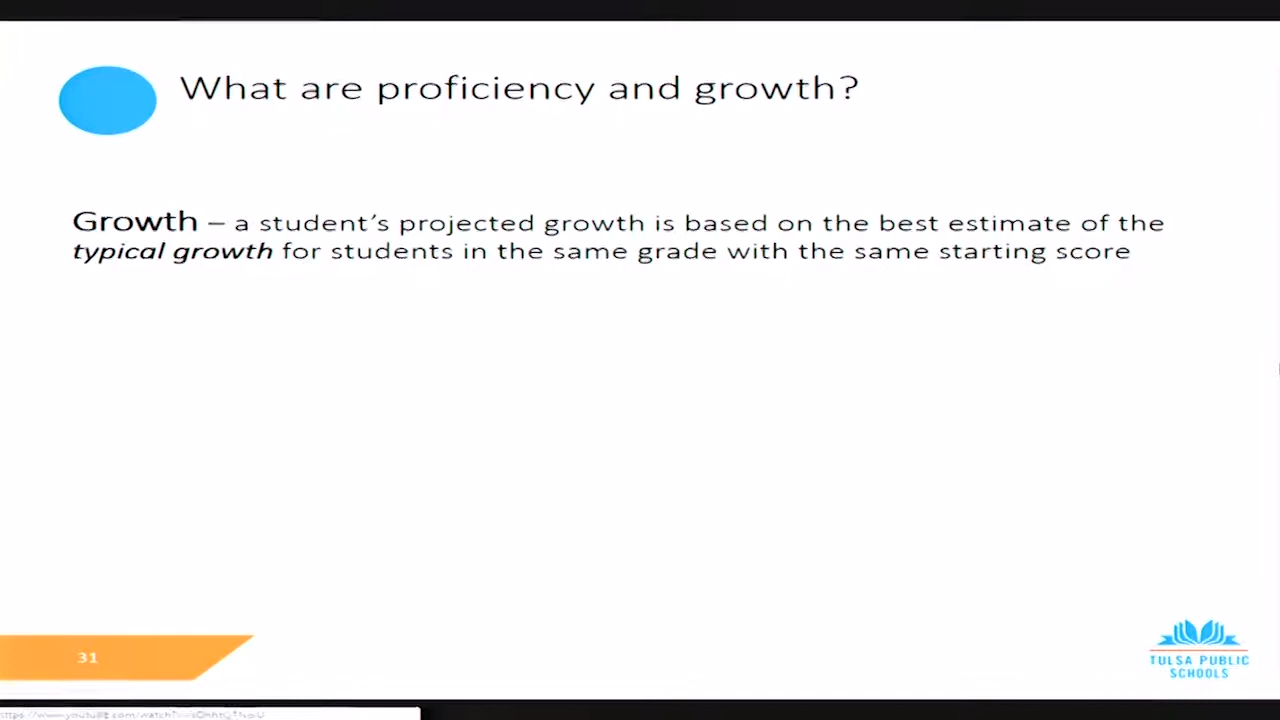 What are proficiency and growth?
Growth – a student’s projected growth is based on the best estimate of the
typical growth for students in the same grade with the same starting score
31
TULSA PUBLIC
SCHOOLS